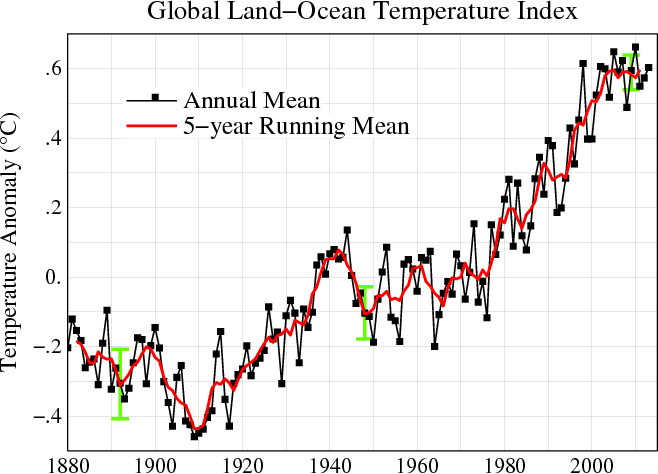 Global Land−Ocean Temperature Index
.6
.4
.2
0.
−.2
−.4
Temperature Anomaly (°C)
Annual Mean
5−year Running Mean
1880 1900 1920 1940 1960 1980 2000